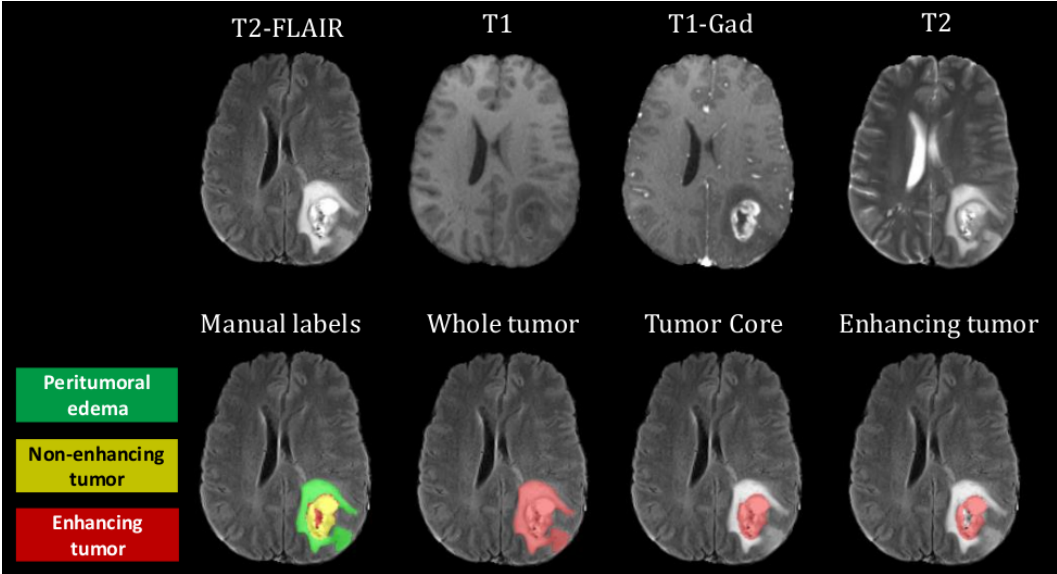 T2-FLAIR
T1
T1-Gad
T2
Manual labels
Whole tumor
Tumor Core
Enhancing tumor
Peritumoral
edema
Non-enhancing
tumor
Enhancing
tumor